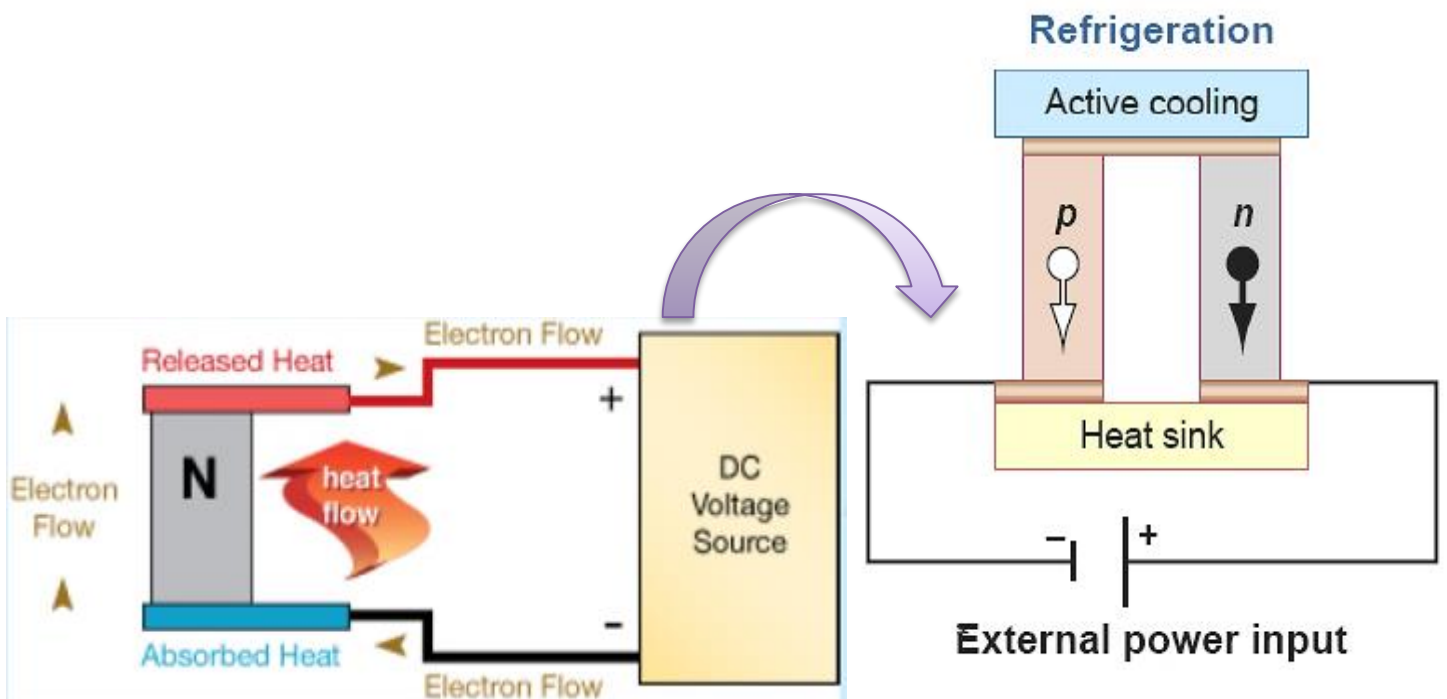 Refrigeration
Active cooling
p
n
Heat sink
–
+
External power input
Electron Flow
Released Heat
+
N
heat
flow
Electron
Flow
DC
Voltage
Source
–
Absorbed Heat
Electron Flow